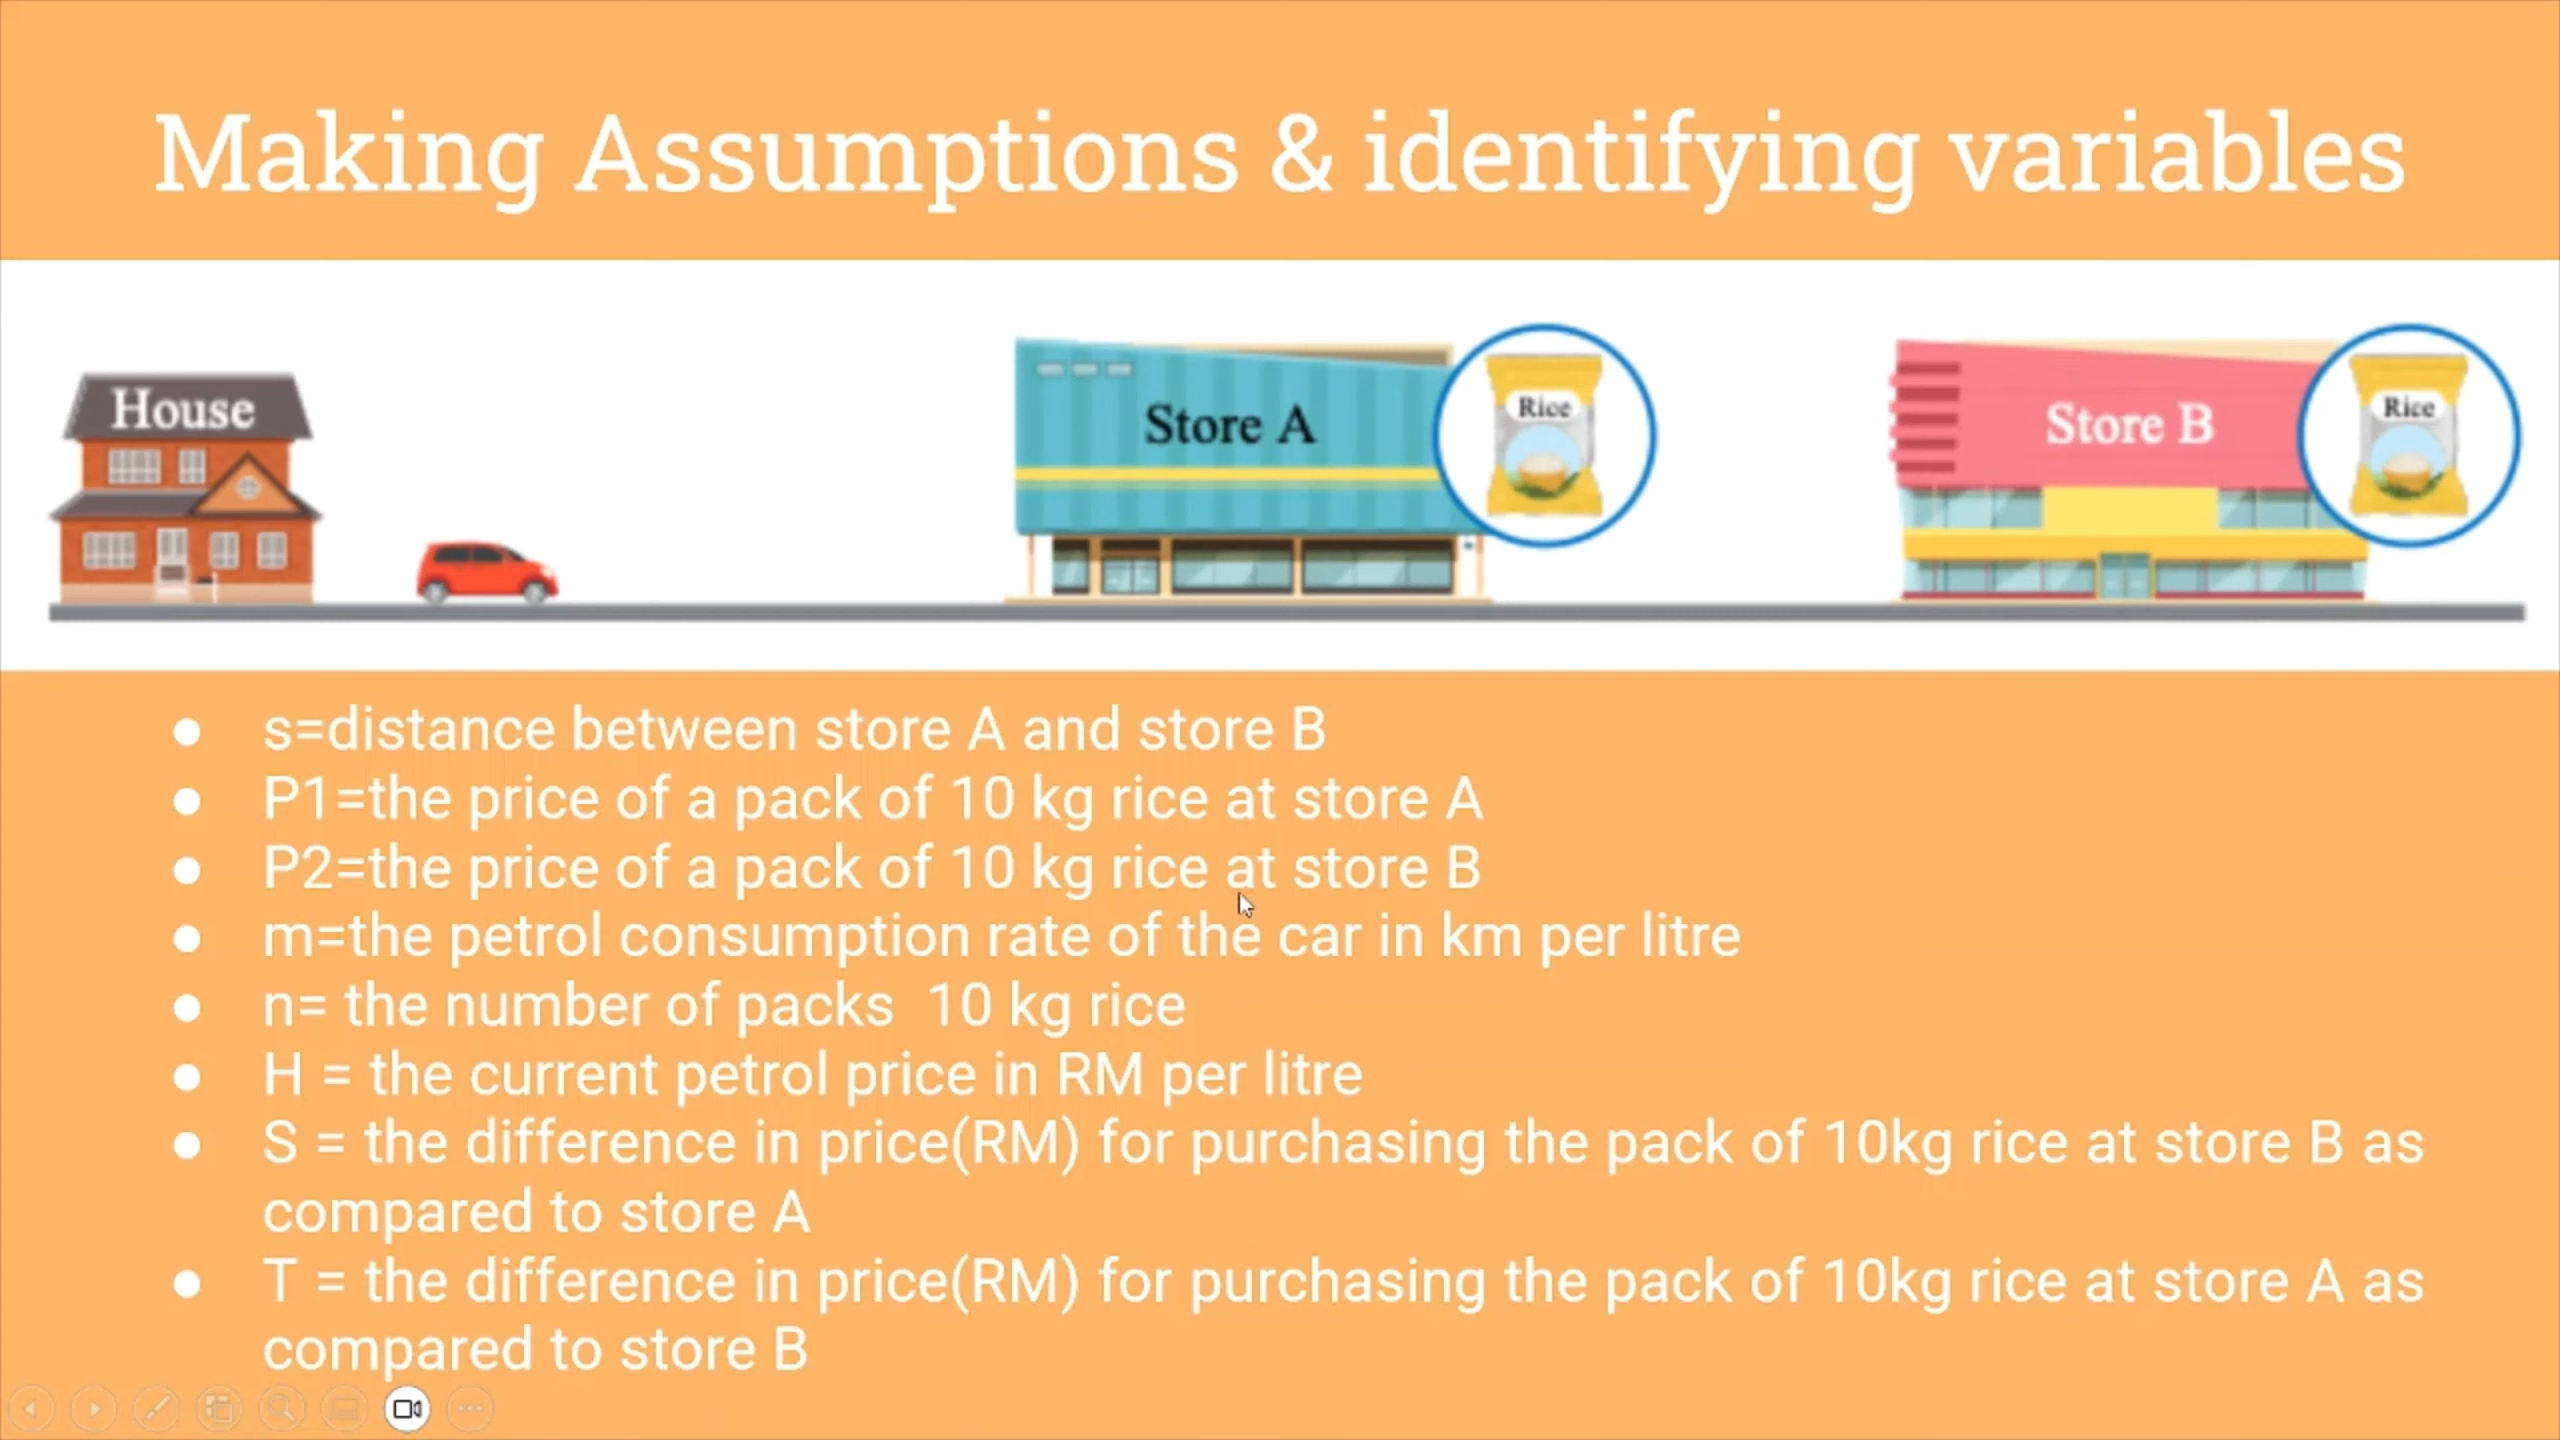 Making Assumptions & identifying variables
House
Store A
Rice
Store B
Rice
● s=distance between store A and store B
● P1=the price of a pack of 10 kg rice at store A
● P2=the price of a pack of 10 kg rice at store B
● m=the petrol consumption rate of the car in km per litre
● n= the number of packs  10 kg rice
● H = the current petrol price in RM per litre
● S = the difference in price(RM) for purchasing the pack of 10kg rice at store B as
compared to store A
● T = the difference in price(RM) for purchasing the pack of 10kg rice at store A as
compared to store B